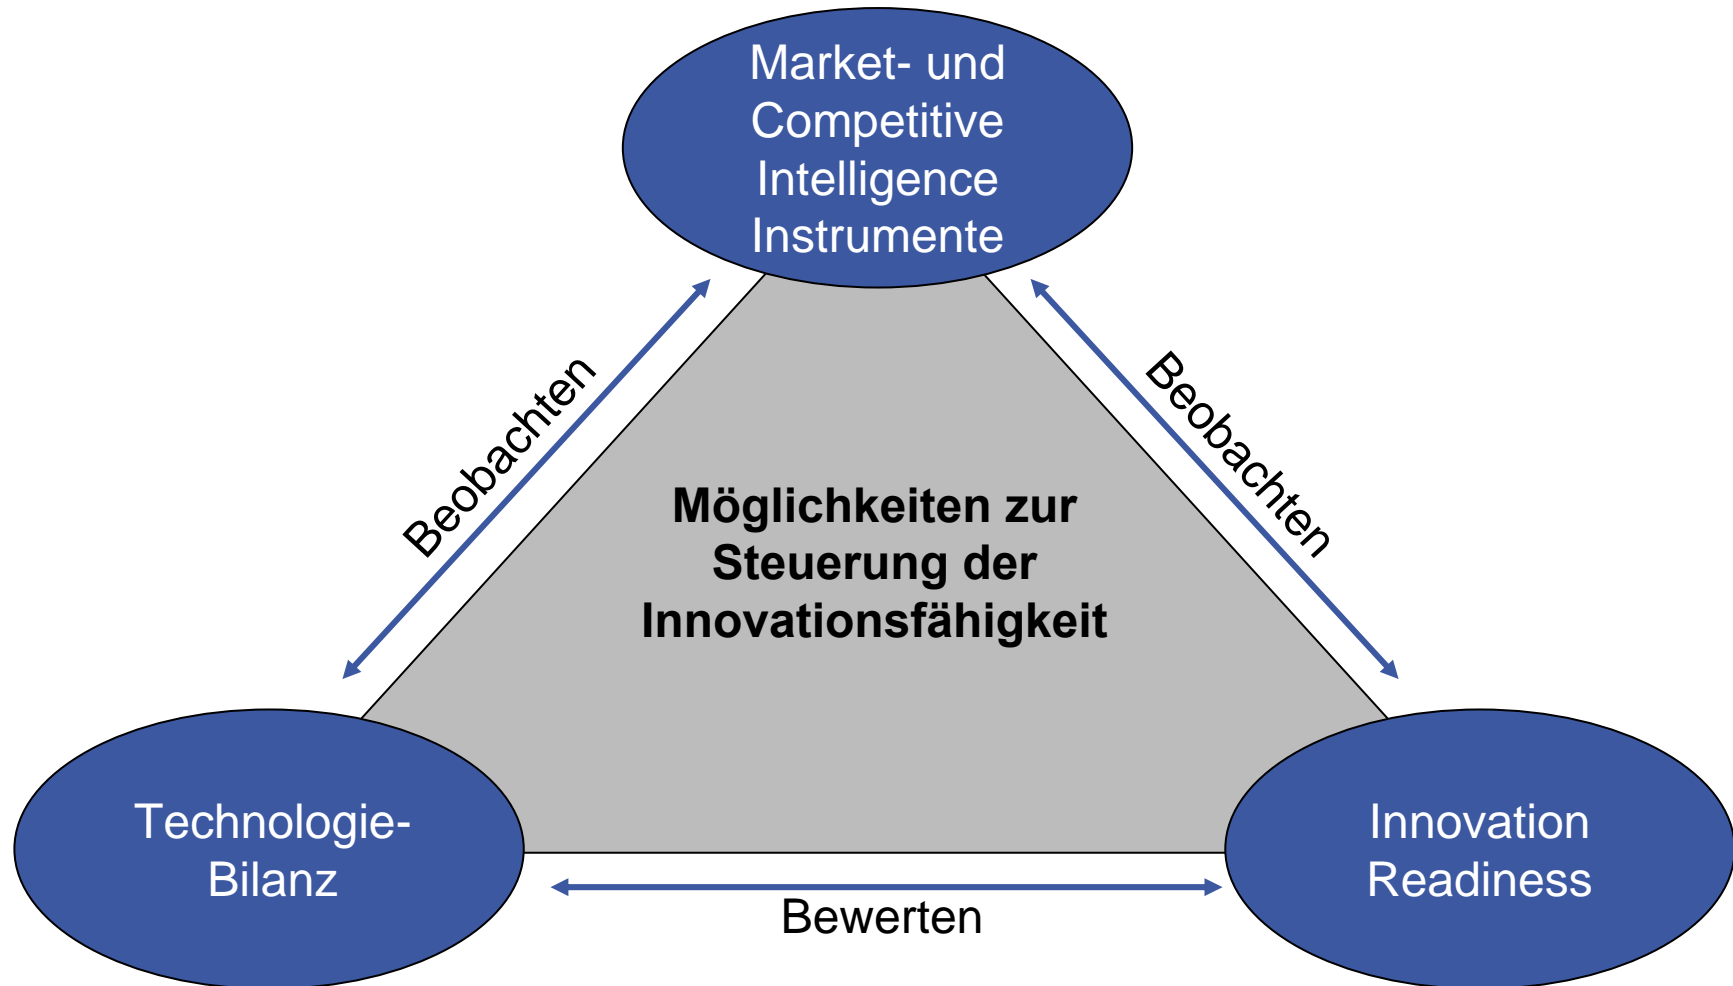 Market- und
Competitive
Intelligence
Instrumente
Beobachten
Beobachten
Möglichkeiten zur
Steuerung der
Innovationsfähigkeit
Technologie-
Bilanz
Innovation
Readiness
Bewerten